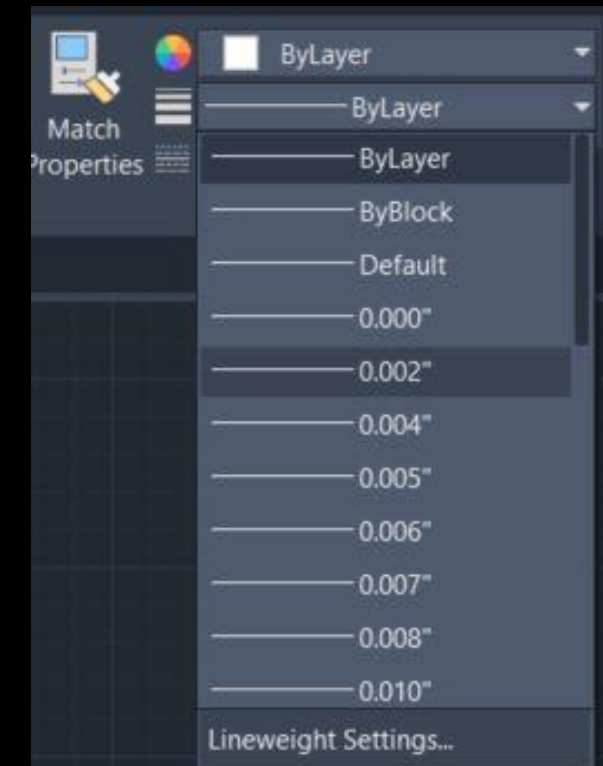 Match
Properties
ByLayer
ByLayer
ByLayer
ByBlock
Default
0.000"
0.002"
0.004"
0.005"
0.006"
0.007"
0.008"
0.010"
Lineweight Settings...